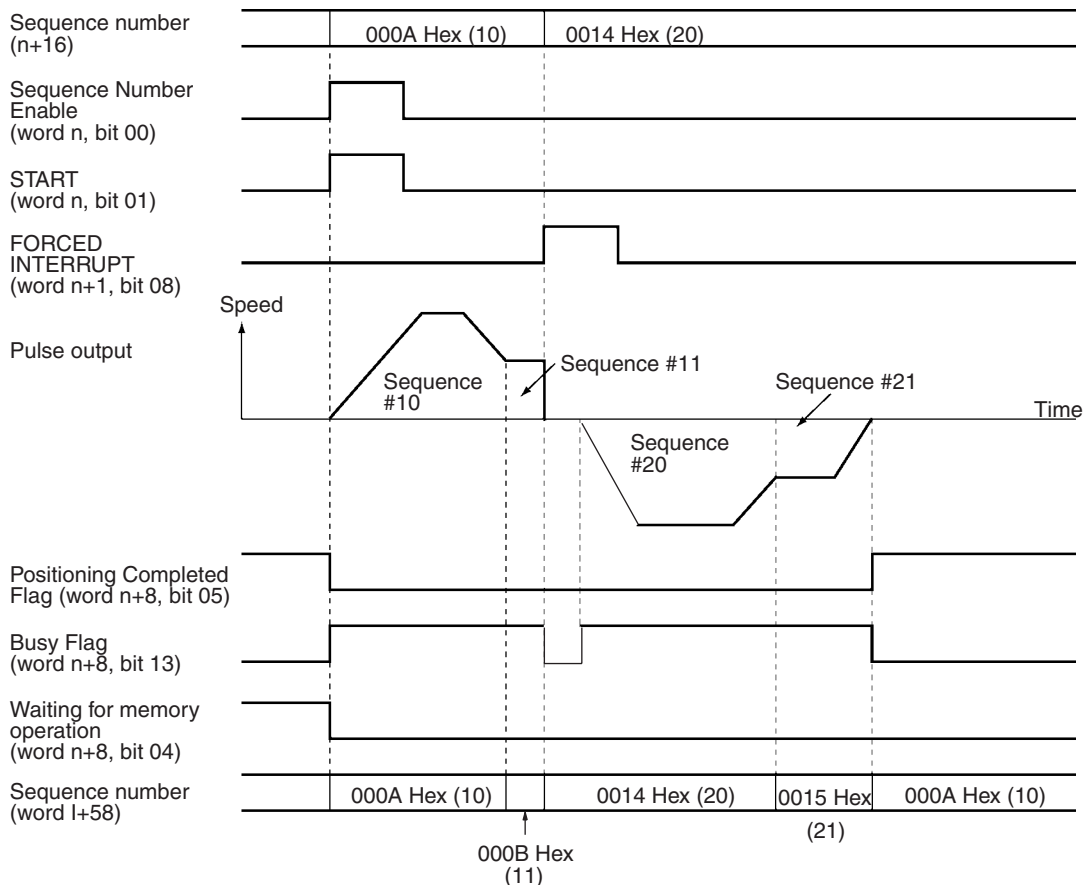 Sequence number
(n+16)
000A Hex (10)
0014 Hex (20)
Sequence Number
Enable
(word n, bit 00)
START
(word n, bit 01)
FORCED
INTERRUPT
(word n+1, bit 08)
Speed
Pulse output
Sequence
#10
Sequence #11
Sequence #21
Time
Sequence
#20
Positioning Completed
Flag (word n+8, bit 05)
Busy Flag
(word n+8, bit 13)
Waiting for memory
operation
(word n+8, bit 04)
Sequence number
(word I+58)
000A Hex (10)
0014 Hex (20)
0015 Hex
(21)
000A Hex (10)
000B Hex
(11)